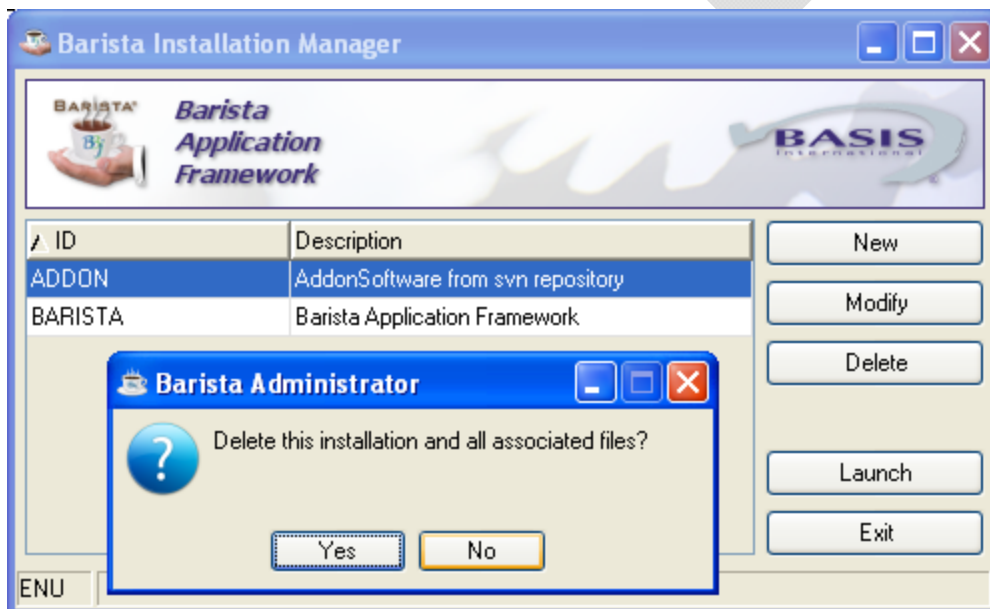 Barista Installation Manager
BARISTA
Barista
Application
Framework
BASIS
International
ID Description
ADDON AddonSoftware from svn repository
BARISTA Barista Application Framework
New
Modify
Delete
Barista Administrator
Delete this installation and all associated files?
Yes No
Launch
Exit
ENU